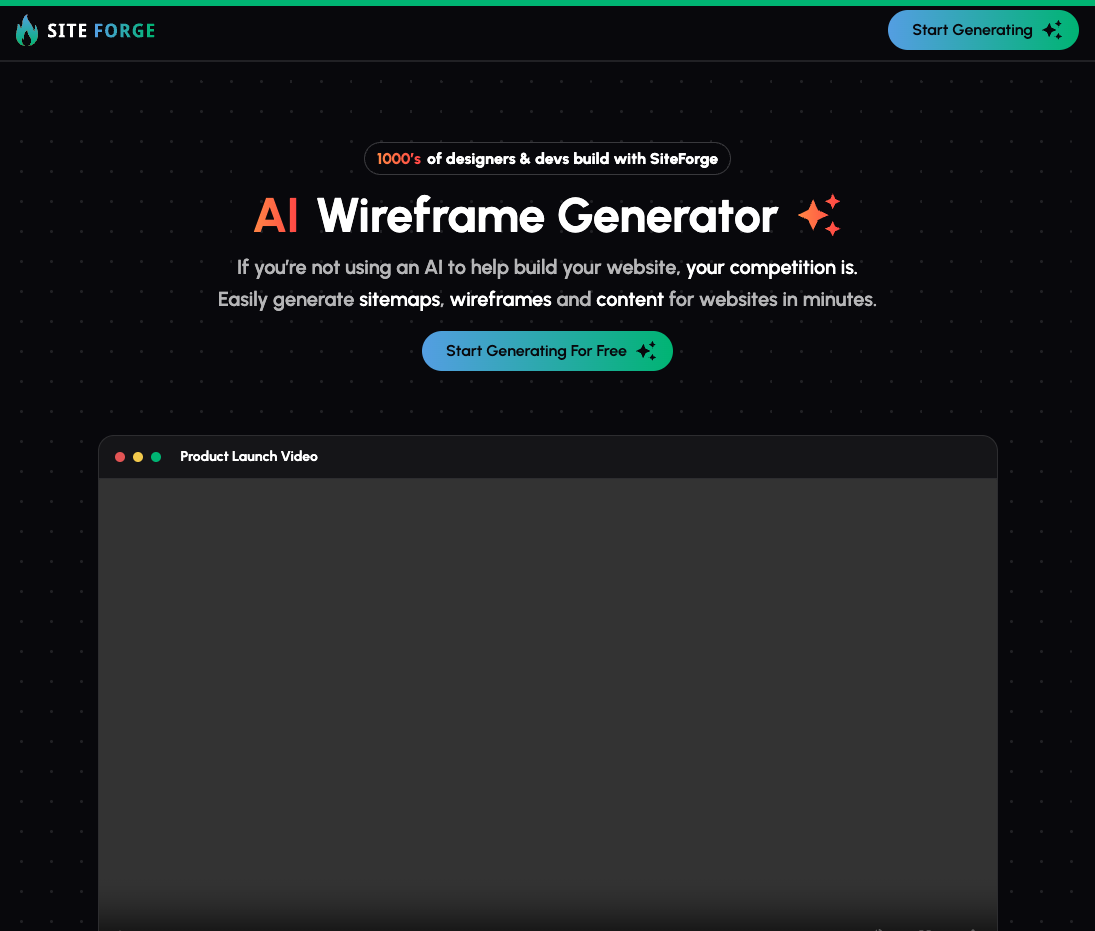 SITE FORGE
Start Generating
1000's of designers & devs build with SiteForge
AI Wireframe Generator
If you're not using an AI to help build your website, your competition is.
Easily generate sitemaps, wireframes and content for websites in minutes.
Start Generating For Free
Product Launch Video